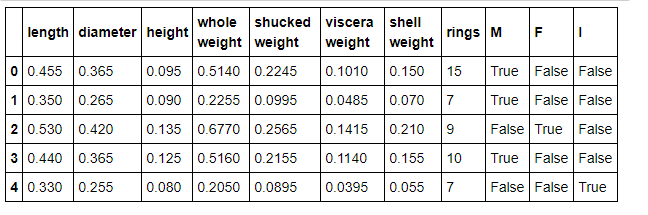 length diameter height whole weight shucked weight viscera weight shell weight rings M F I
0 0.455 0.365 0.095 0.5140 0.2245 0.1010 0.150 15 True False False
1 0.350 0.265 0.090 0.2255 0.0995 0.0485 0.070 7 True False False
2 0.530 0.420 0.135 0.6770 0.2565 0.1415 0.210 9 False True False
3 0.440 0.365 0.125 0.5160 0.2155 0.1140 0.155 10 True False False
4 0.330 0.255 0.080 0.2050 0.0895 0.0395 0.055 7 False False True